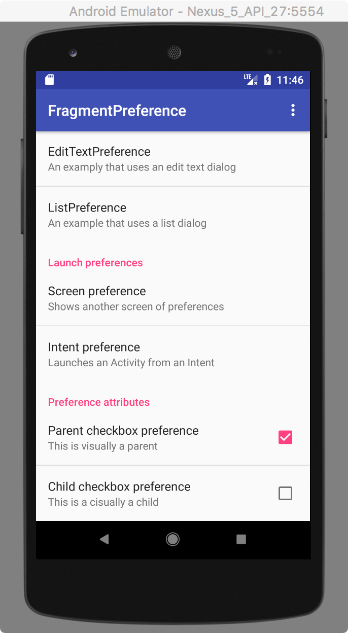 Android Emulator - Nexus_5_API_27:5554
LTE 11:46
FragmentPreference
EditTextPreference
An examply that uses an edit text dialog
ListPreference
An example that uses a list dialog
Launch preferences
Screen preference
Shows another screen of preferences
Intent preference
Launches an Activity from an Intent
Preference attributes
Parent checkbox preference
This is visually a parent
Child checkbox preference
This is a cisually a child